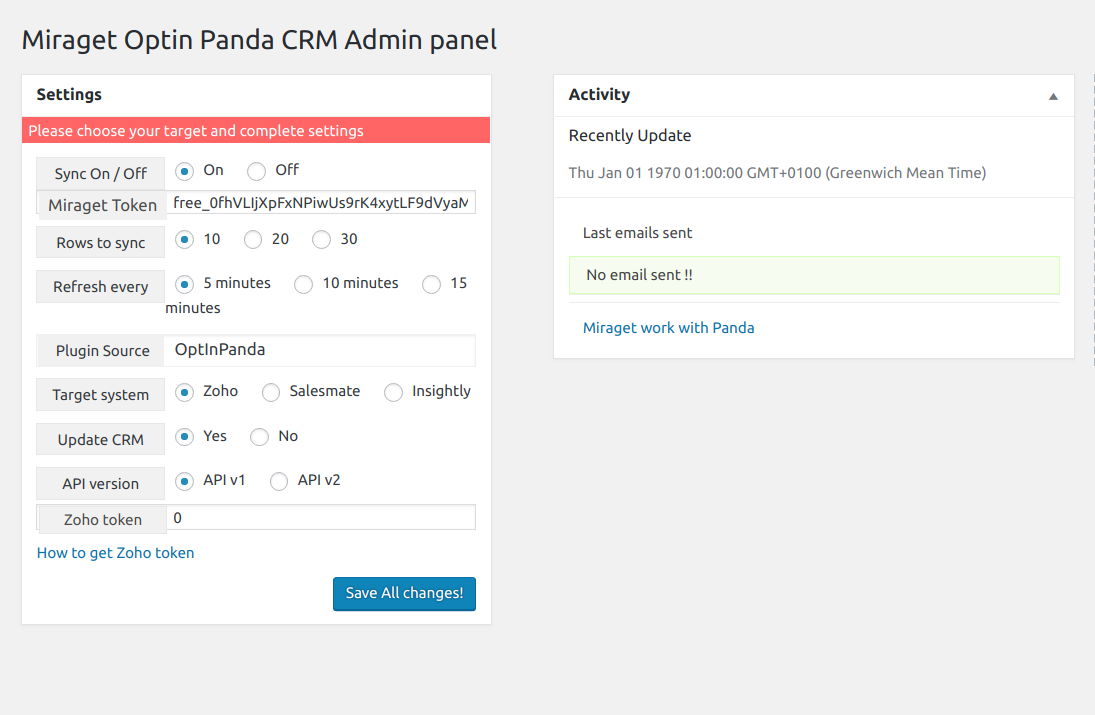 Miraget Optin Panda CRM Admin panel
Settings
Please choose your target and complete settings
Sync On / Off On Off
Miraget Token
Rows to sync 10 20 30
Refresh every 5 minutes 10 minutes 15
minutes
Plugin Source OptInPanda
Target system Zoho Salesmate Insightly
Update CRM Yes No
API version API v1 API v2
Zoho token 0
How to get Zoho token
Save All changes!
Activity ▲
Recently Update
Thu Jan 01 1970 01:00:00 GMT+0100 (Greenwich Mean Time)
Last emails sent
No email sent !!
Miraget work with Panda